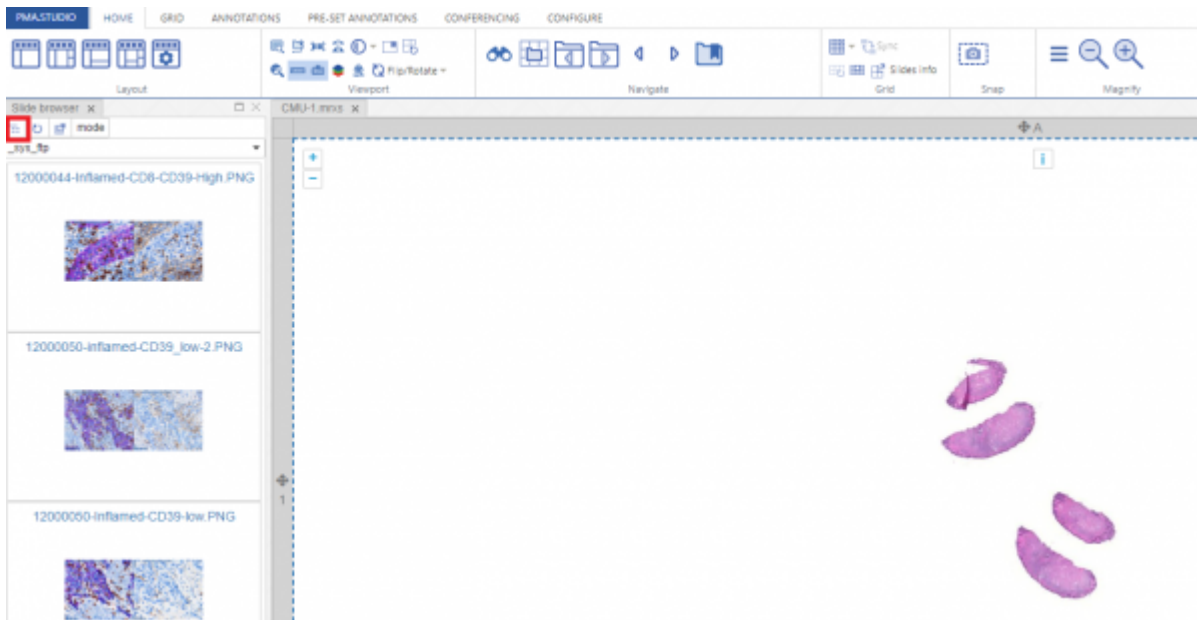 PMA.STUDIO HOME GRID ANNOTATIONS PRE-SET ANNOTATIONS CONFERENCING CONFIGURE
Sync
Flip/Rotate Slides info
Layout Viewport Navigate Grid Snap Magnify
Slide browser x CMU-1.mrxs x
mode A
_sys_ftp
12000044-Inflamed-CD8-CD39-High.PNG
12000050-inflamed-CD39_low-2.PNG
1
12000050-Inflamed-CD39-low.PNG